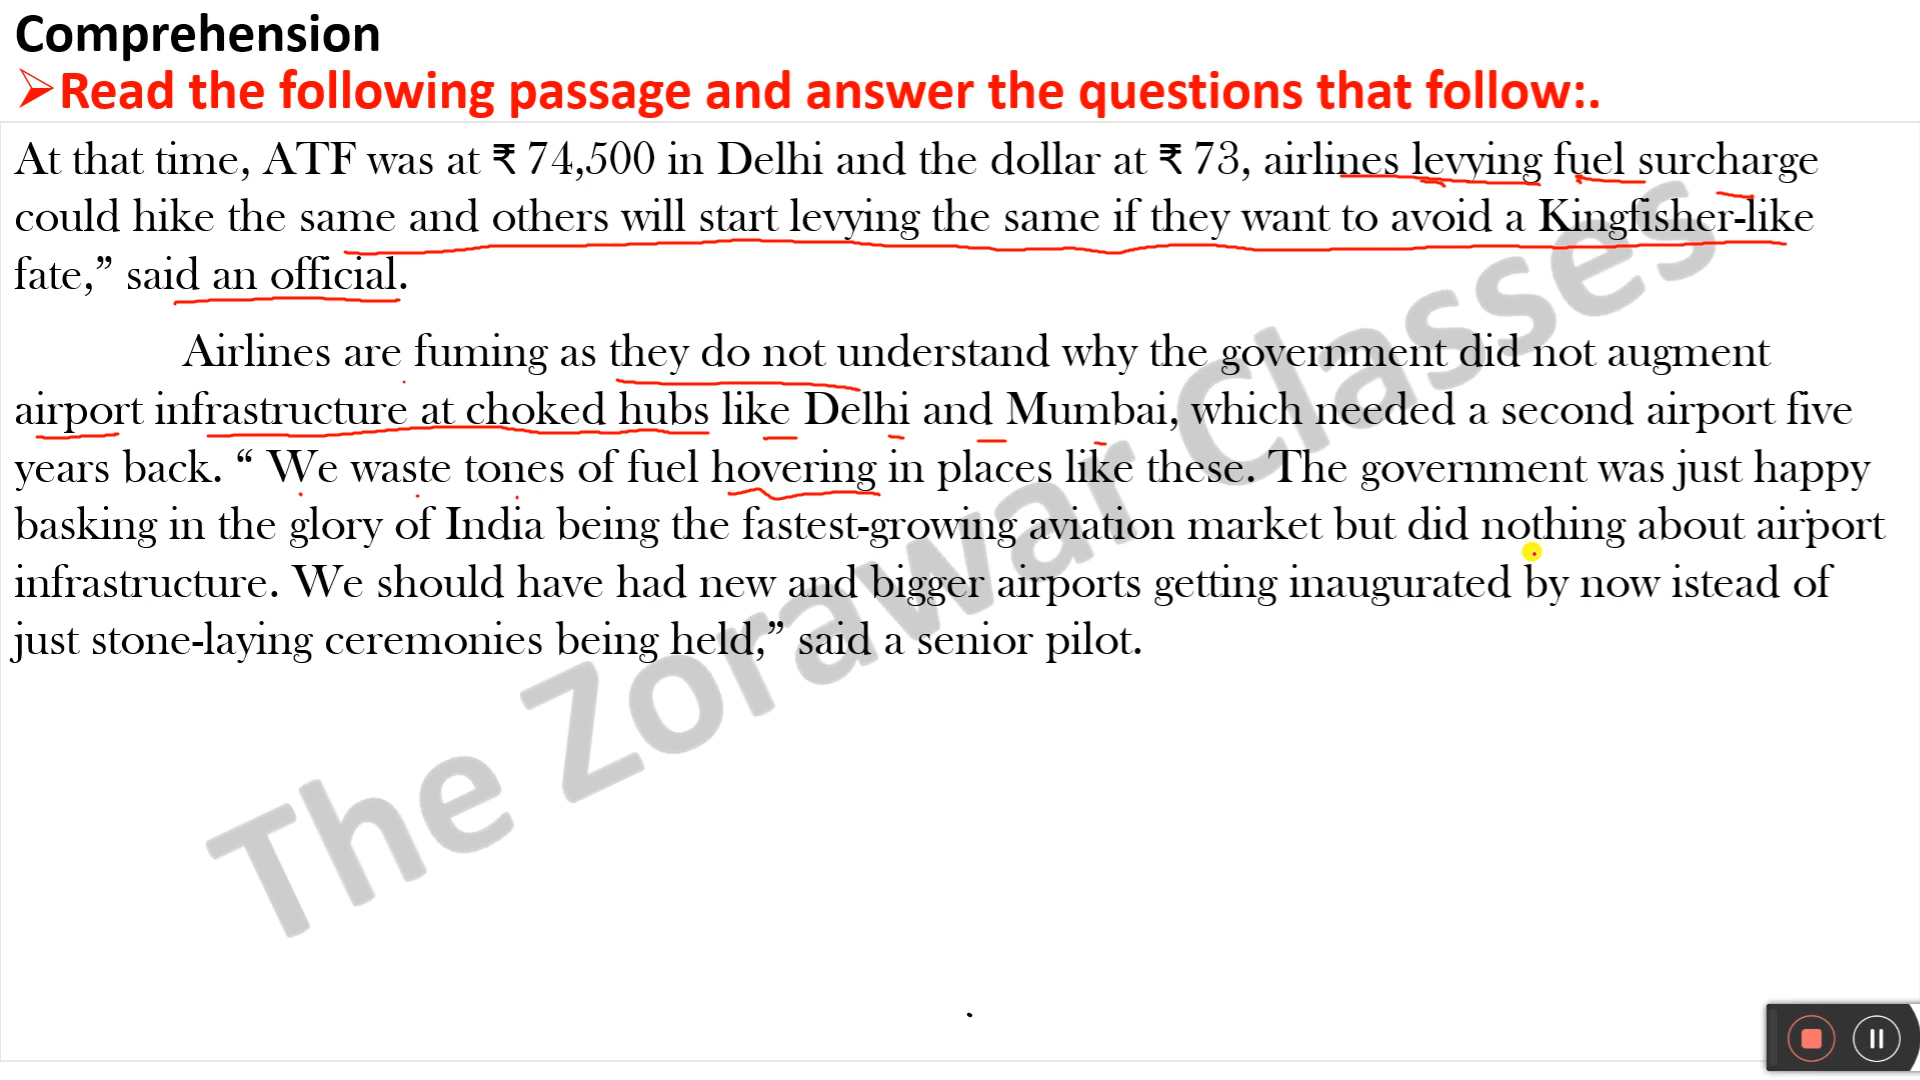 Comprehension
➢Read the following passage and answer the questions that follow:.
At that time, ATF was at ₹ 74,500 in Delhi and the dollar at ₹ 73, airlines levying fuel surcharge
could hike the same and others will start levying the same if they want to avoid a Kingfisher-like
fate,” said an official.
Airlines are fuming as they do not understand why the government did not augment
airport infrastructure at choked hubs like Delhi and Mumbai, which needed a second airport five
years back. “ We waste tones of fuel hovering in places like these. The government was just happy
basking in the glory of India being the fastest-growing aviation market but did nothing about airport
infrastructure. We should have had new and bigger airports getting inaugurated by now istead of
just stone-laying ceremonies being held,” said a senior pilot.
The Zorawar Classes